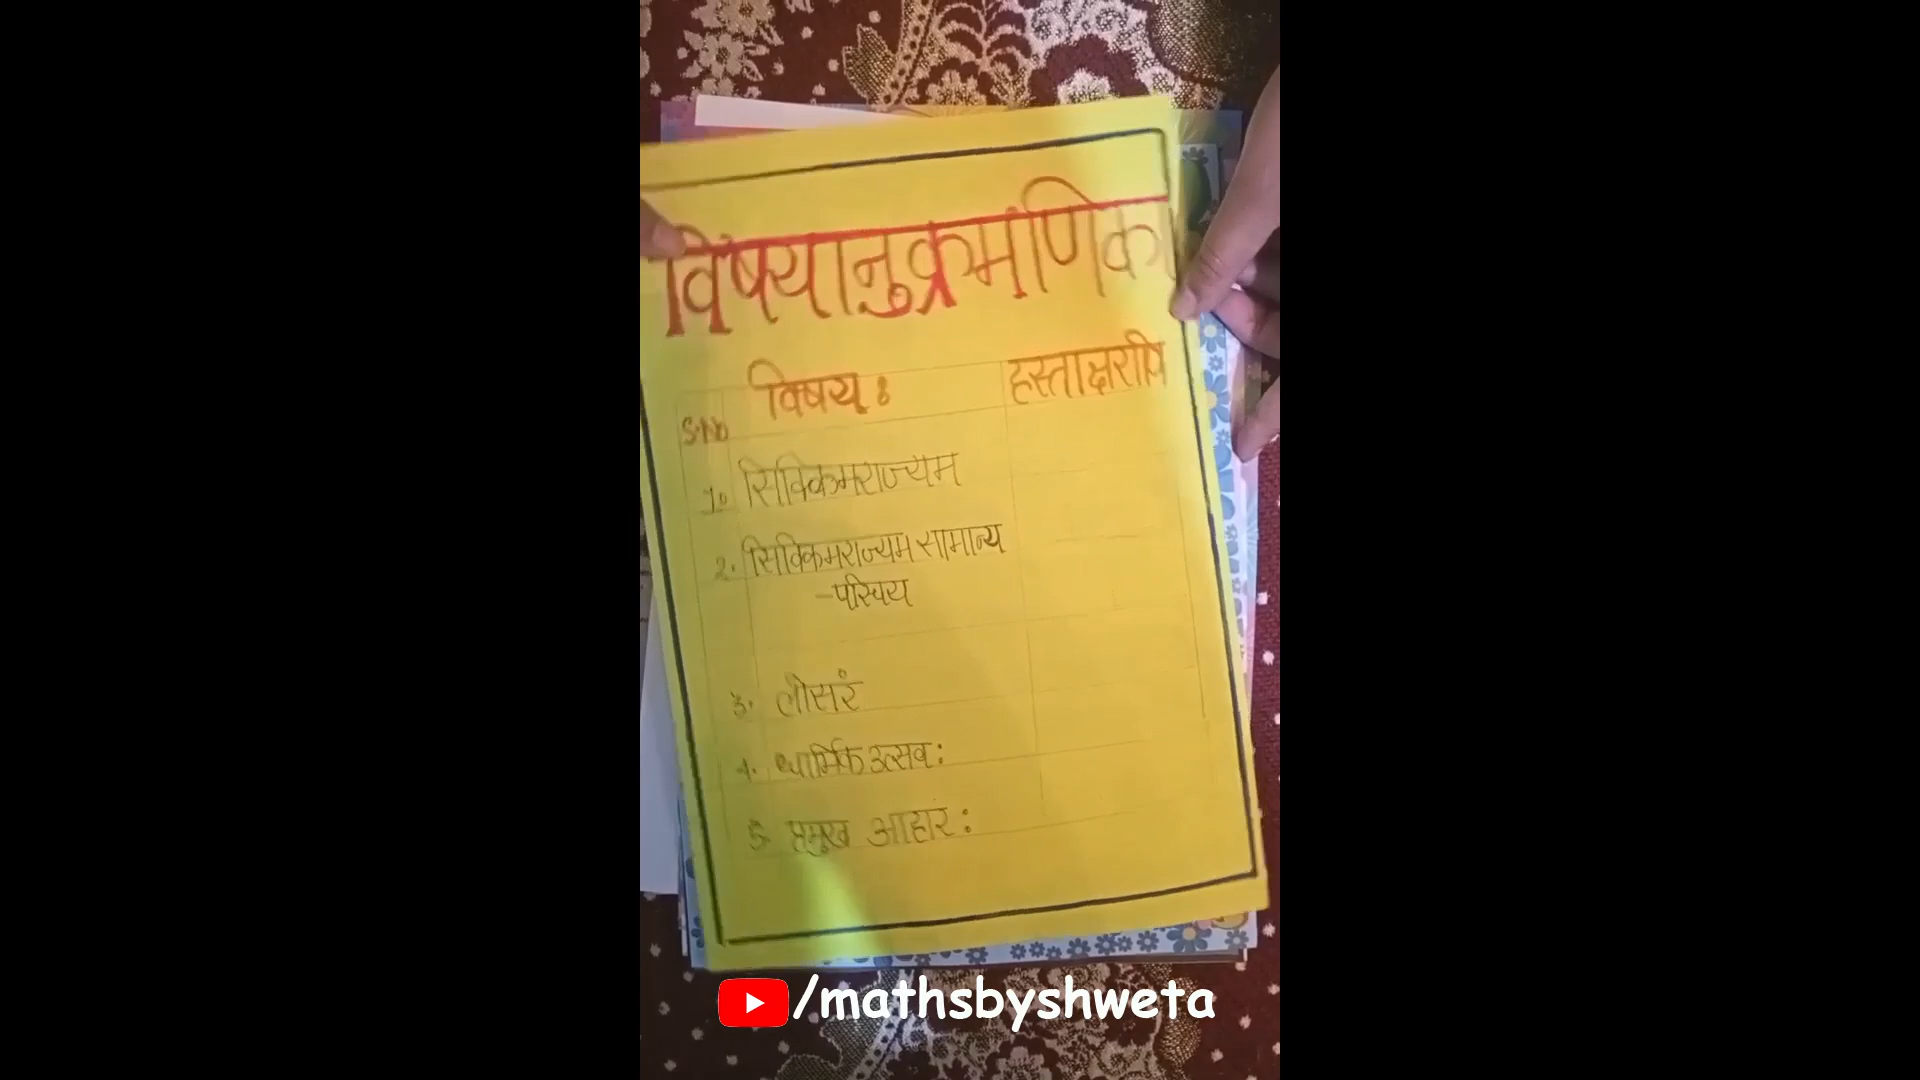 विषयानुक्रमणिका
S.No विषय: हस्ताक्षराणि
1. सिक्किमराज्यम
2. सिक्किमराज्यम सामान्य
-परिचय
3. लोसरं
4. धार्मिक उत्सव:
5. प्रमुख आहारं:
/mathsbyshweta